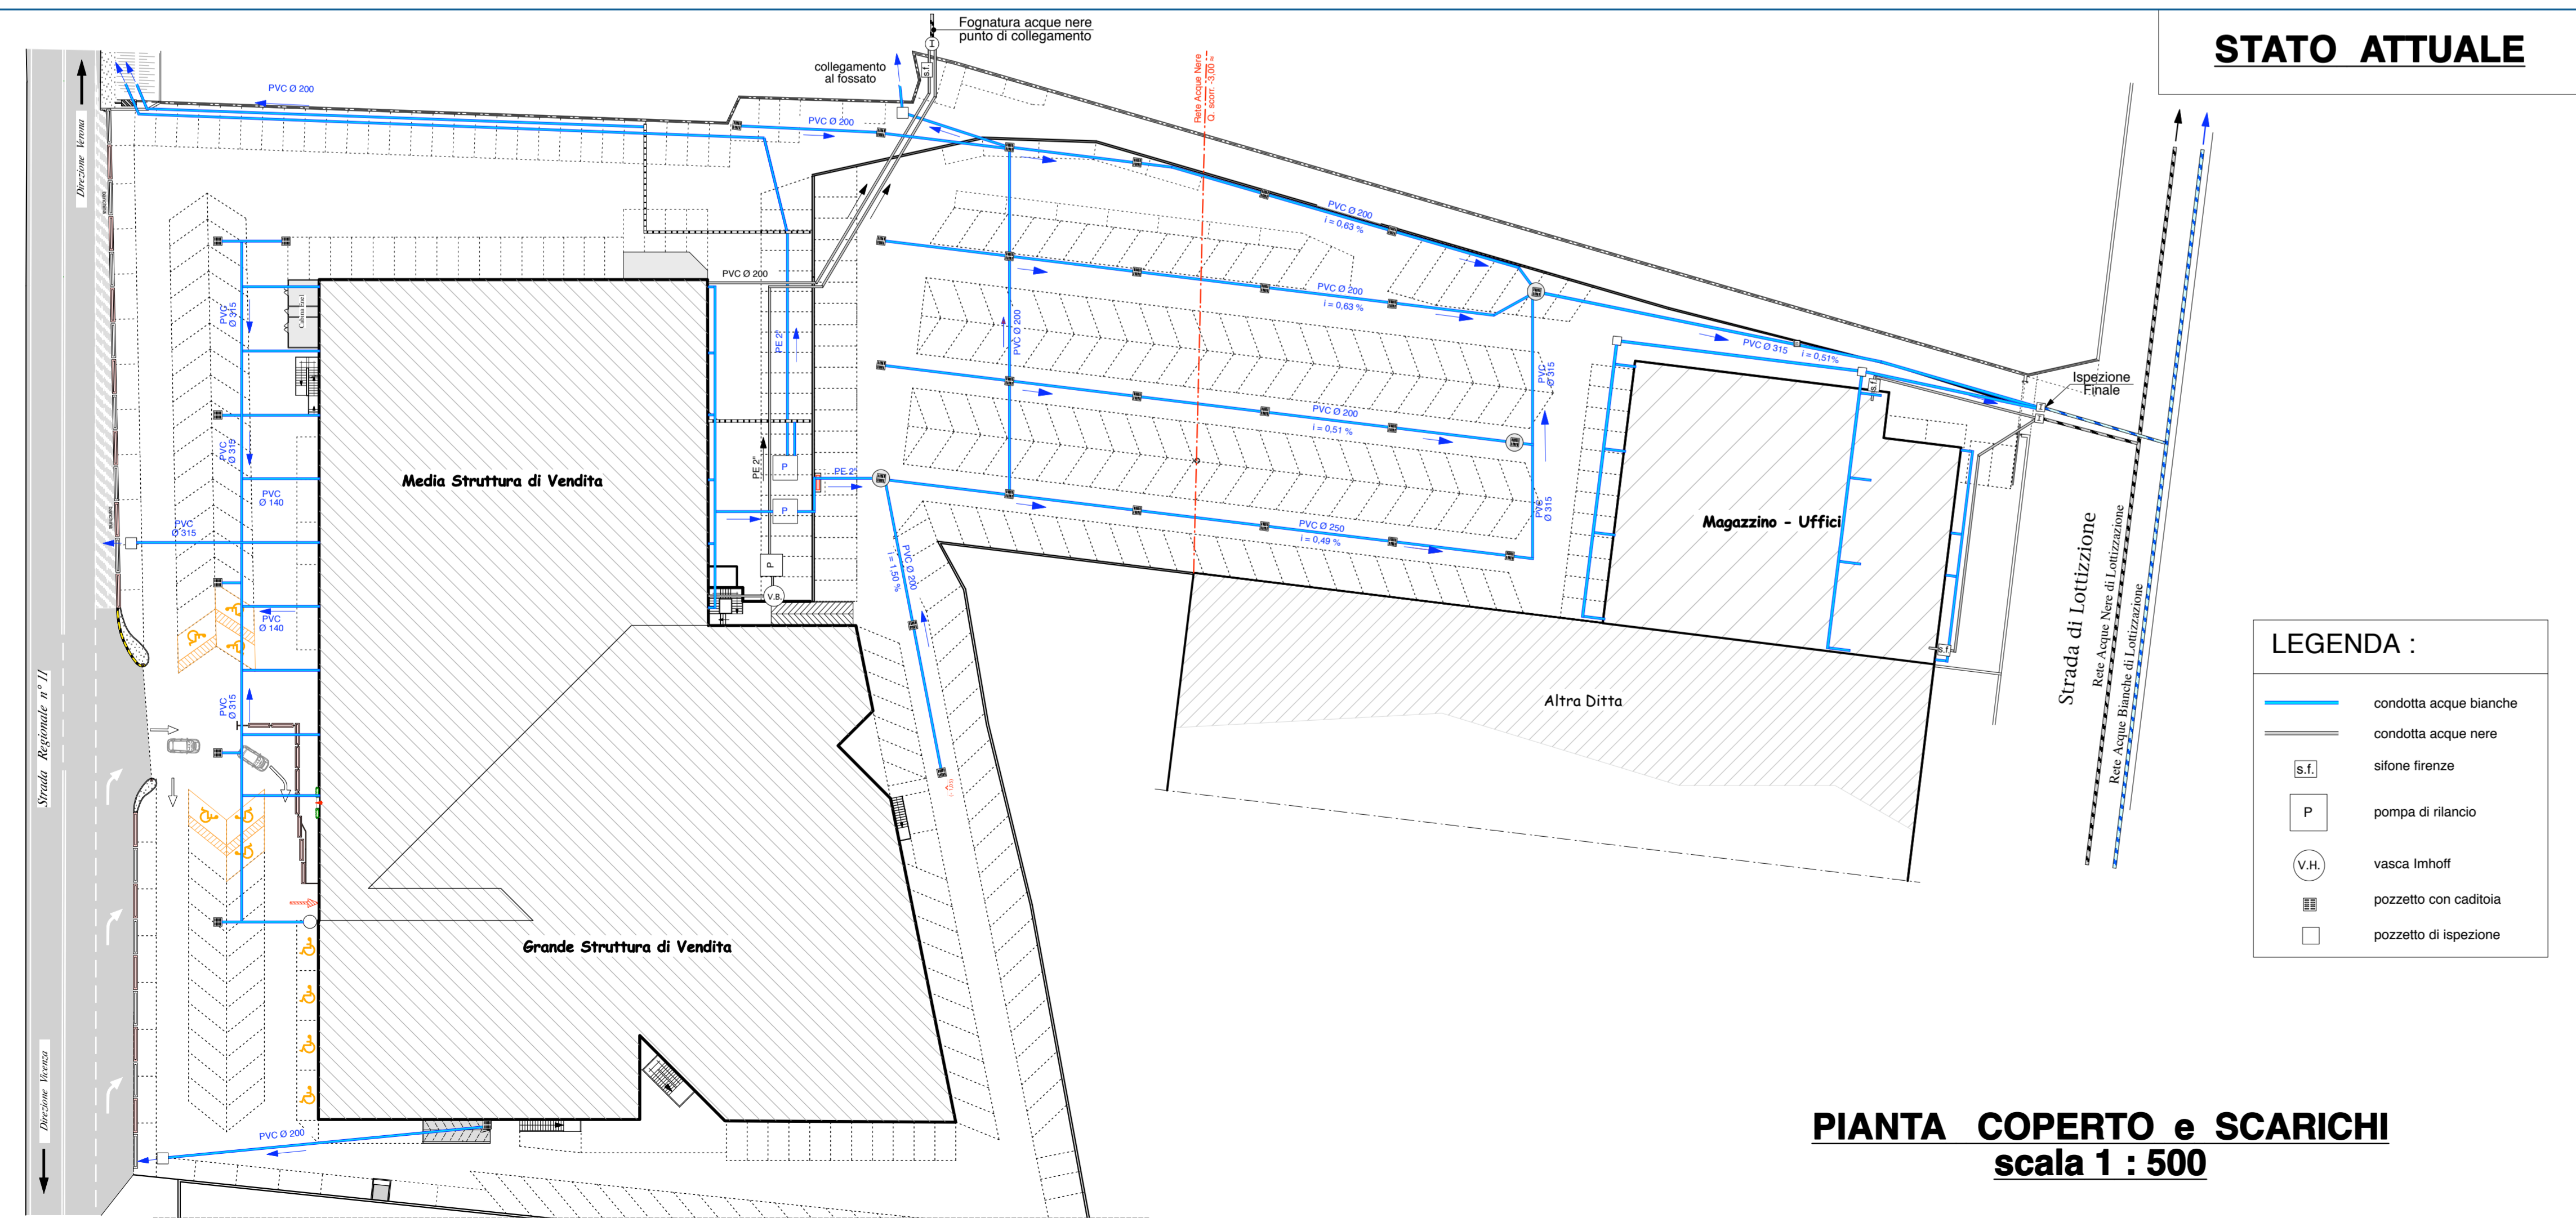 STATO ATTUALE
Fognatura acque nere
punto di collegamento
I
s.f.
collegamento
al fossato
Rete Acque Nere
Q. scorr. -3,00 ≈
Direzione Verona
PVC Ø 200
PVC Ø 200
PVC Ø 200
i = 0,63 %
PVC Ø 200
PVC Ø 200
i = 0,63 %
PVC
Ø 315
Cabina Enel
PE 2"
PVC Ø 200
PVC Ø 315
i = 0,51%
Ispezione
Finale
I
I
s.f.
PVC
Ø 315
PVC Ø 200
i = 0,51 %
PVC
Ø 315
Media Struttura di Vendita
PE 2"
P
PE 2"
P
PVC
Ø 140
PVC
Ø 315
PVC Ø 250
i = 0,49 %
PVC
Ø 315
Magazzino - Uffici
P
V.B.
PVC Ø 200
i = 1,50 %
PVC
Ø 140
s.f.
PVC
Ø 315
Altra Ditta
Strada di Lottizzione
Rete Acque Nere di Lottizzazione
Rete Acque Bianche di Lottizzazione
Strada Regionale n° 11
Grande Struttura di Vendita
Direzione Vicenza
PVC Ø 200
LEGENDA :
condotta acque bianche
condotta acque nere
s.f. sifone firenze
P pompa di rilancio
V.H. vasca Imhoff
pozzetto con caditoia
pozzetto di ispezione
PIANTA COPERTO e SCARICHI
scala 1 : 500